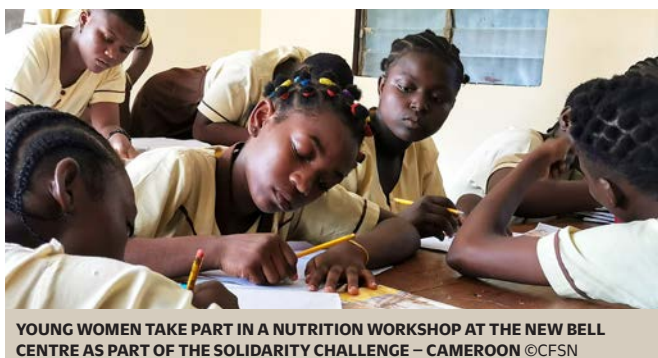 YOUNG WOMEN TAKE PART IN A NUTRITION WORKSHOP AT THE NEW BELL
CENTRE AS PART OF THE SOLIDARITY CHALLENGE – CAMEROON ©CFSN